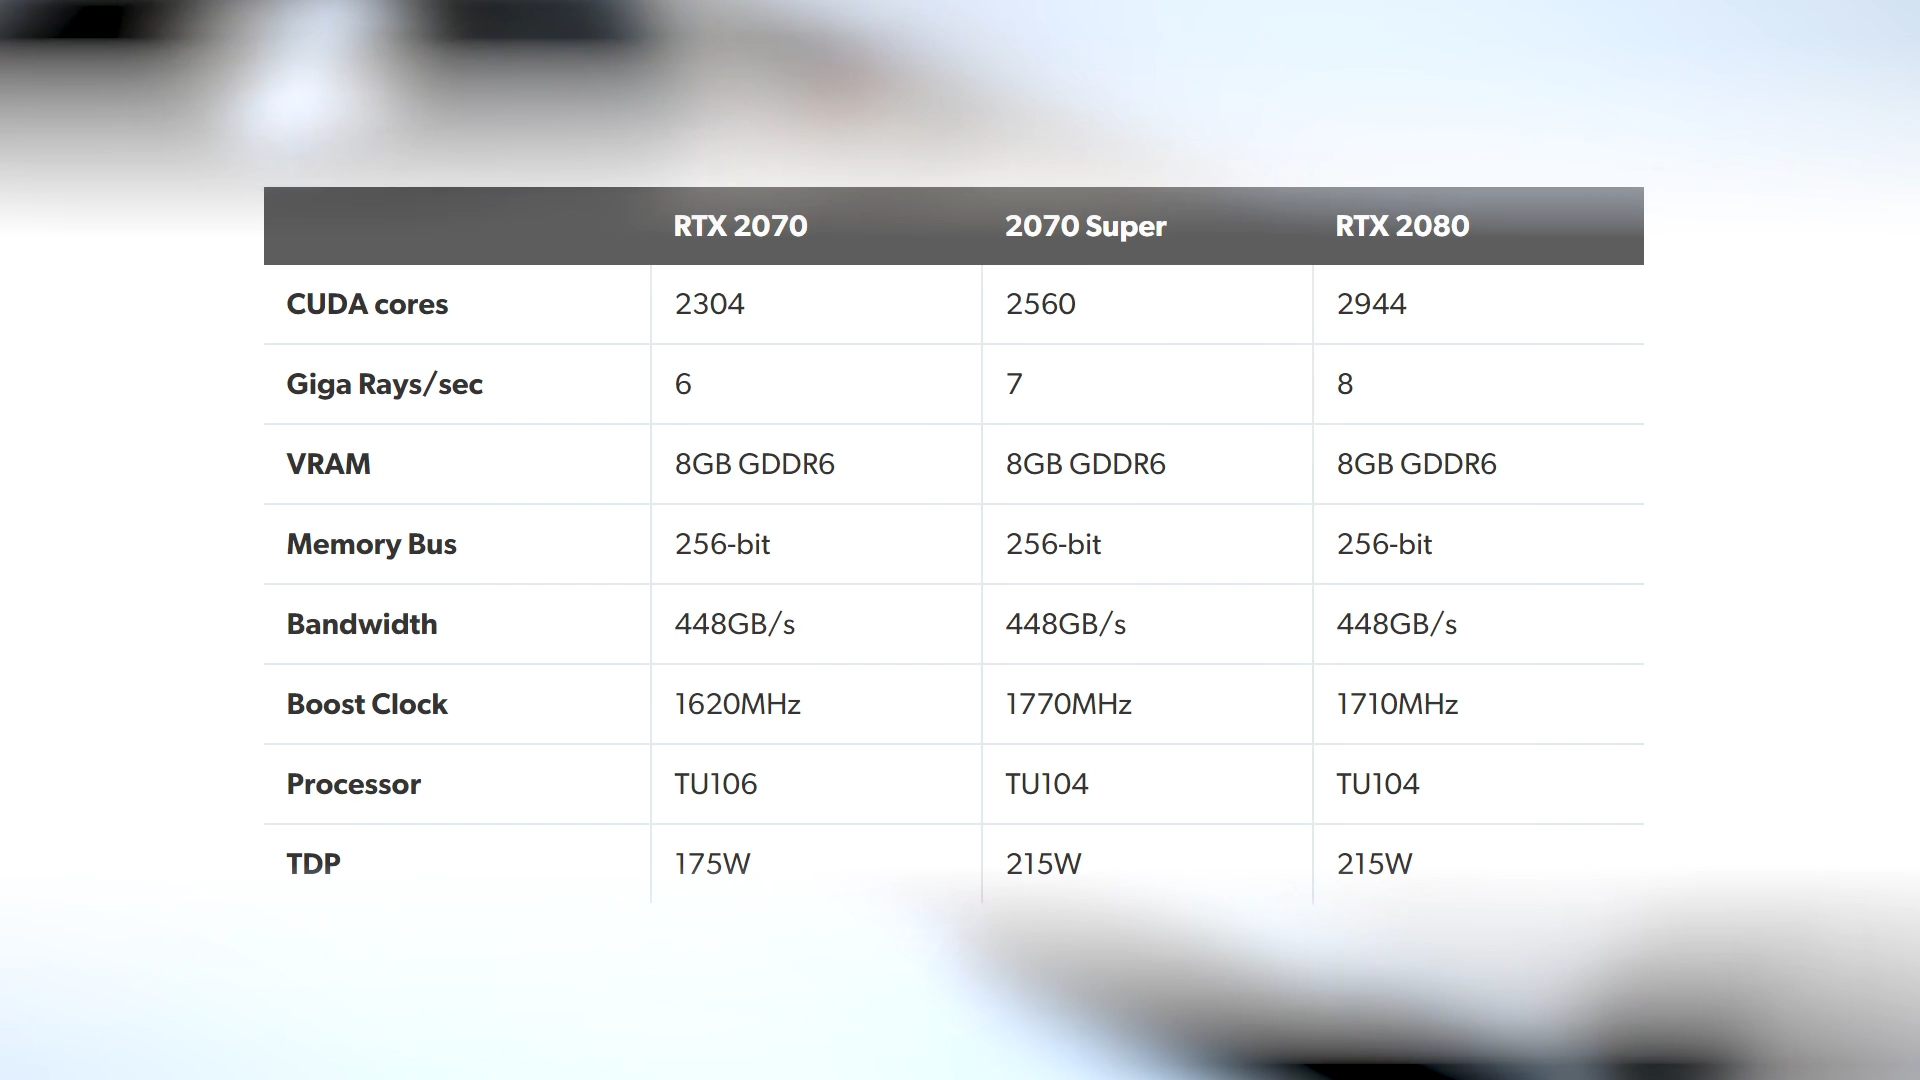 RTX 2070 2070 Super RTX 2080
CUDA cores 2304 2560 2944
Giga Rays/sec 6 7 8
VRAM 8GB GDDR6 8GB GDDR6 8GB GDDR6
Memory Bus 256-bit 256-bit 256-bit
Bandwidth 448GB/s 448GB/s 448GB/s
Boost Clock 1620MHz 1770MHz 1710MHz
Processor TU106 TU104 TU104
TDP 175W 215W 215W